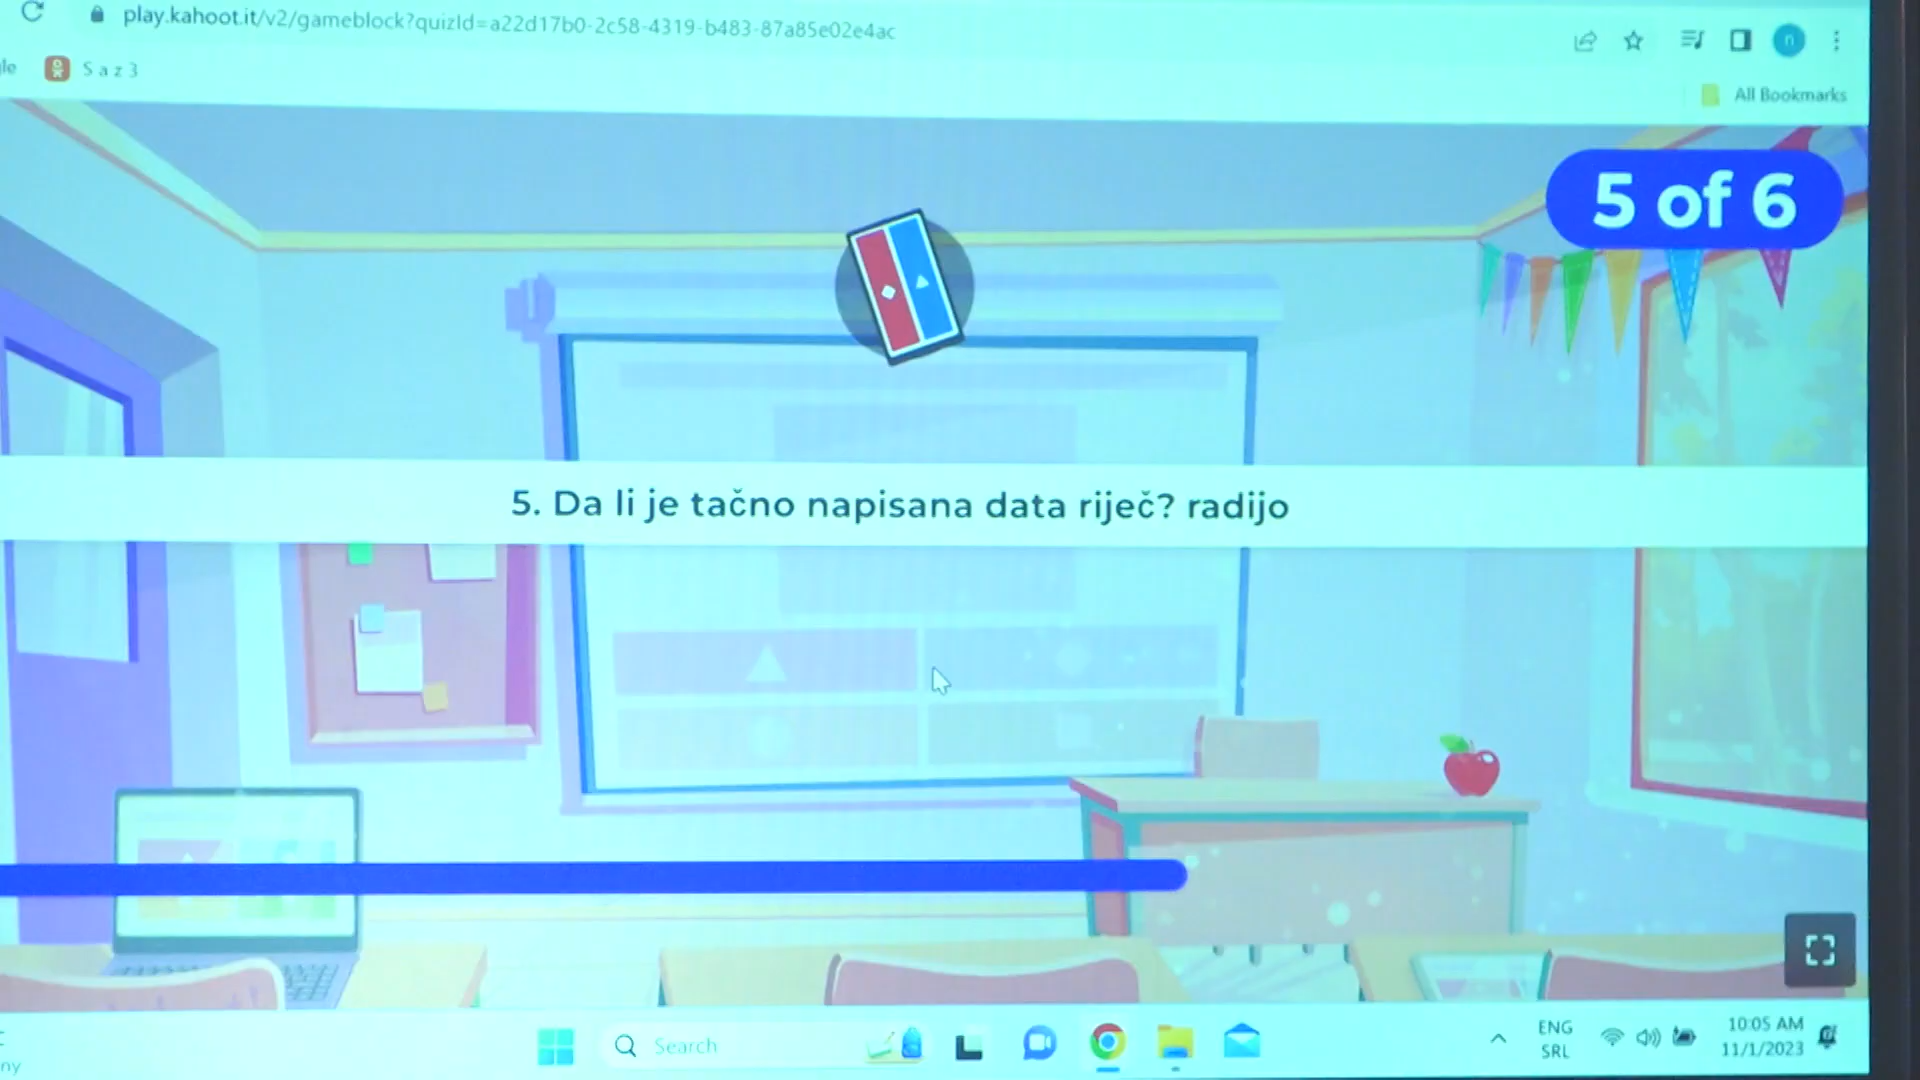 play.kahoot.it/v2/gameblock?quizId=a22d17b0-2c58-4319-b483-87a85e02e4ac
S a z 3
All Bookmarks
5 of 6
5. Da li je tačno napisana data riječ? radijo
Search
ENG
SRL
10:05 AM
11/1/2023